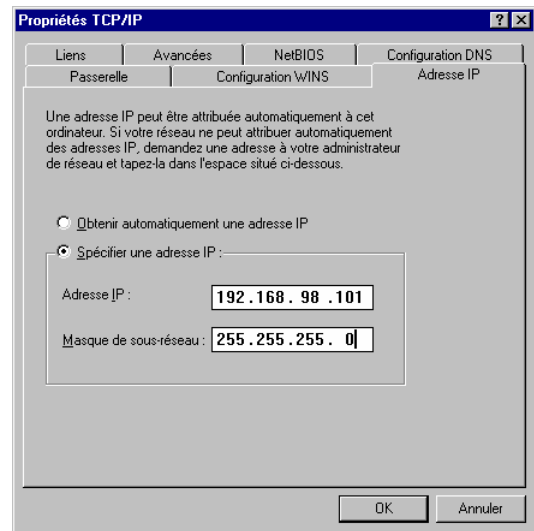 Propriétés TCP/IP
Liens Avancées NetBIOS Configuration DNS
Passerelle Configuration WINS Adresse IP
Une adresse IP peut être attribuée automatiquement à cet
ordinateur. Si votre réseau ne peut attribuer automatiquement
des adresses IP, demandez une adresse à votre administrateur
de réseau et tapez-la dans l'espace situé ci-dessous.
Obtenir automatiquement une adresse IP
Spécifier une adresse IP :
Adresse IP : 192.168. 98 .101
Masque de sous-réseau : 255.255.255. 0
OK Annuler